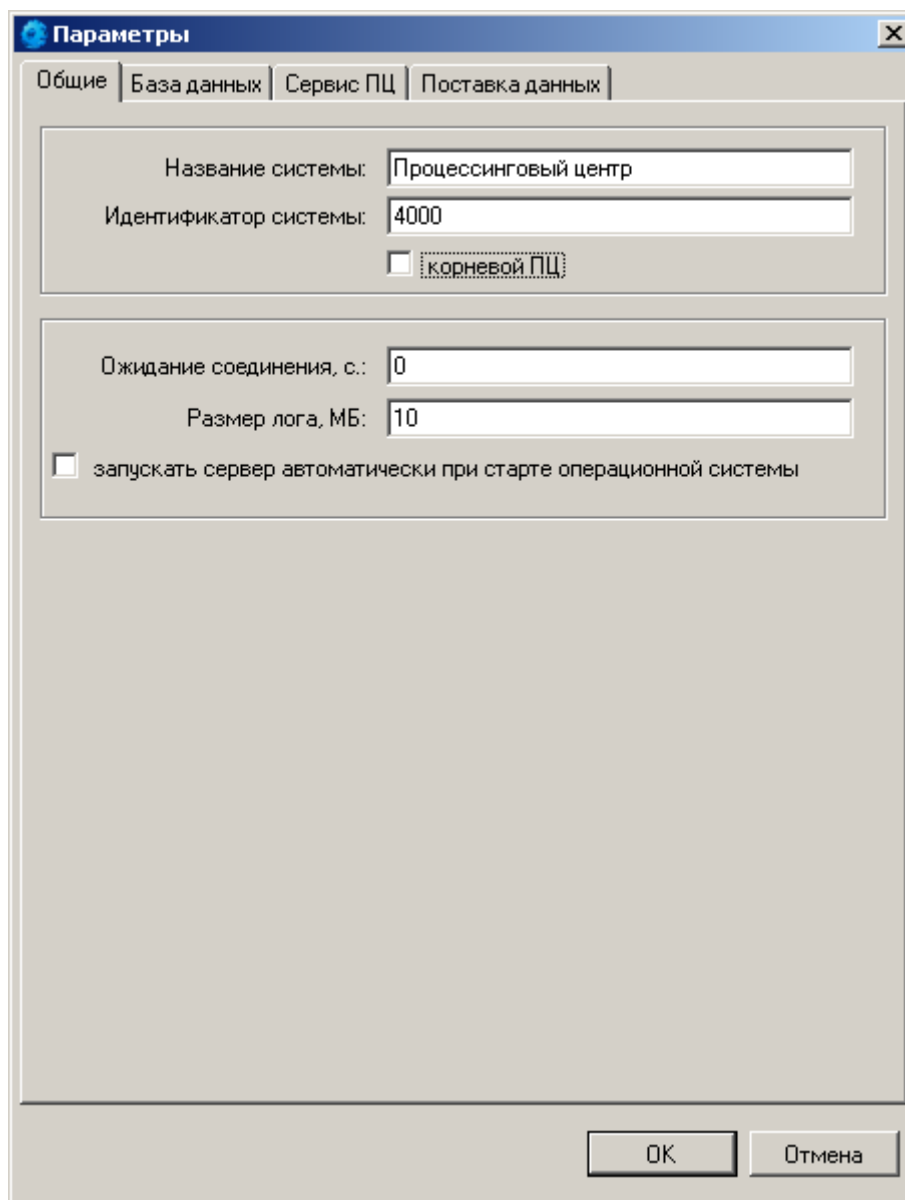 Параметры
Общие База данных Сервис ПЦ Поставка данных
Название системы: Процессинговый центр
Идентификатор системы: 4000
корневой ПЦ
Ожидание соединения, с.: 0
Размер лога, МБ: 10
запускать сервер автоматически при старте операционной системы
OK Отмена